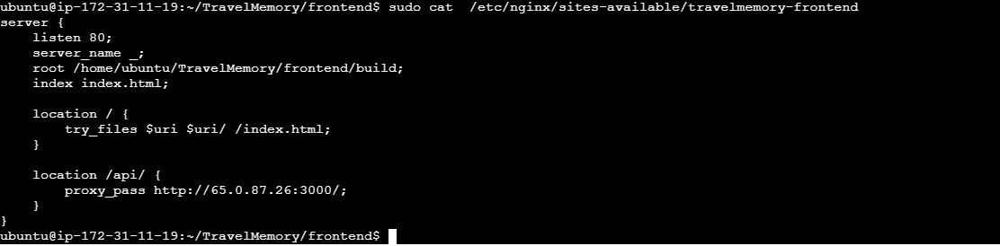 ubuntu@ip-172-31-11-19:~/TravelMemory/frontend$ sudo cat  /etc/nginx/sites-available/travelmemory-frontend
server {
    listen 80;
    server_name _;
    root /home/ubuntu/TravelMemory/frontend/build;
    index index.html;

    location / {
        try_files $uri $uri/ /index.html;
    }

    location /api/ {
        proxy_pass http://65.0.87.26:3000/;
    }
}
ubuntu@ip-172-31-11-19:~/TravelMemory/frontend$